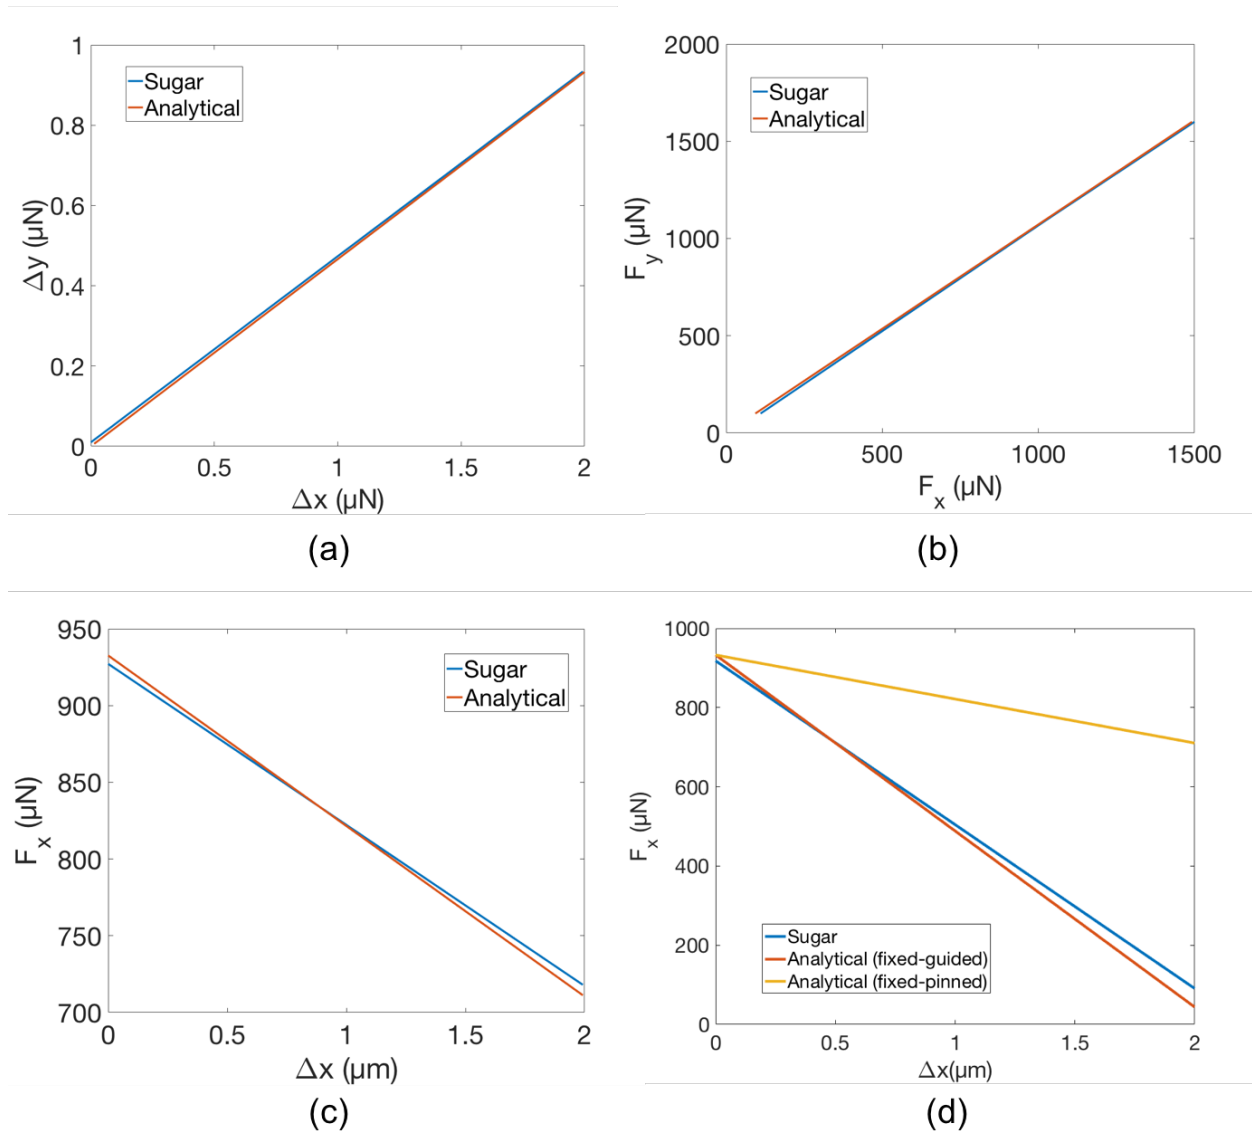 1
0.8
0.6
0.4
0.2
0
0 0.5 1 1.5 2
Δy (µN)
Δx (µN)
Sugar
Analytical
(a)
2000
1500
1000
500
0
0 500 1000 1500
F_y (µN)
F_x (µN)
Sugar
Analytical
(b)
950
900
850
800
750
700
0 0.5 1 1.5 2
F_x (µN)
Δx (µm)
Sugar
Analytical
(c)
1000
800
600
400
200
0
0 0.5 1 1.5 2
F_x (µN)
Δx(µm)
Sugar
Analytical (fixed-guided)
Analytical (fixed-pinned)
(d)